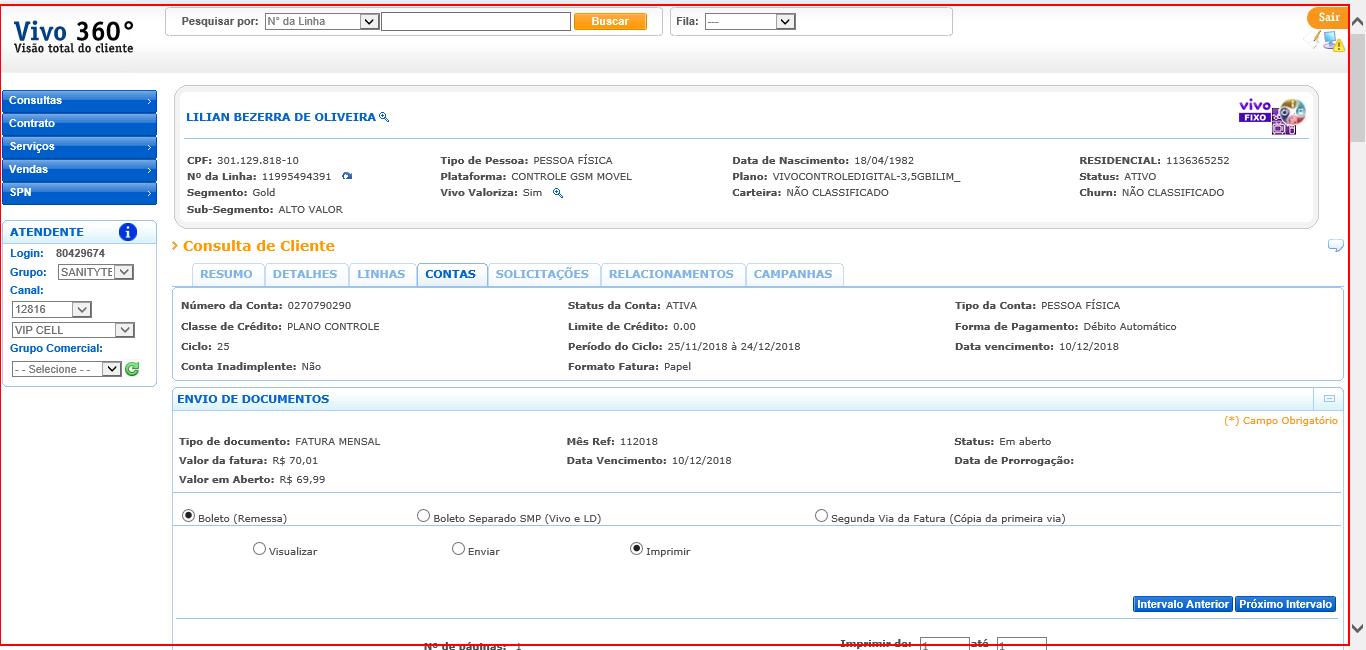 Vivo 360°
Visão total do cliente
Pesquisar por: N° da Linha Buscar Fila: --- Sair
Consultas
Contrato
Serviços
Vendas
SPN
ATENDENTE
Login: 80429674
Grupo: SANITYTE
Canal:
12816
VIP CELL
Grupo Comercial:
- - Selecione - -
LILIAN BEZERRA DE OLIVEIRA
vivo
FIXO
CPF: 301.129.818-10 Tipo de Pessoa: PESSOA FÍSICA Data de Nascimento: 18/04/1982 RESIDENCIAL: 1136365252
Nº da Linha: 11995494391 Plataforma: CONTROLE GSM MOVEL Plano: VIVOCONTROLEDIGITAL-3,5GBILIM_ Status: ATIVO
Segmento: Gold Vivo Valoriza: Sim Carteira: NÃO CLASSIFICADO Churn: NÃO CLASSIFICADO
Sub-Segmento: ALTO VALOR
Consulta de Cliente
RESUMO DETALHES LINHAS CONTAS SOLICITAÇÕES RELACIONAMENTOS CAMPANHAS
Número da Conta: 0270790290 Status da Conta: ATIVA Tipo da Conta: PESSOA FÍSICA
Classe de Crédito: PLANO CONTROLE Limite de Crédito: 0.00 Forma de Pagamento: Débito Automático
Ciclo: 25 Período do Ciclo: 25/11/2018 à 24/12/2018 Data vencimento: 10/12/2018
Conta Inadimplente: Não Formato Fatura: Papel
ENVIO DE DOCUMENTOS
(*) Campo Obrigatório
Tipo de documento: FATURA MENSAL Mês Ref: 112018 Status: Em aberto
Valor da fatura: R$ 70,01 Data Vencimento: 10/12/2018 Data de Prorrogação:
Valor em Aberto: R$ 69,99
Boleto (Remessa) Boleto Separado SMP (Vivo e LD) Segunda Via da Fatura (Cópia da primeira via)
Visualizar Enviar Imprimir
Intervalo Anterior Próximo Intervalo
Nº de páginas: 1 Imprimir de: 1 até 1